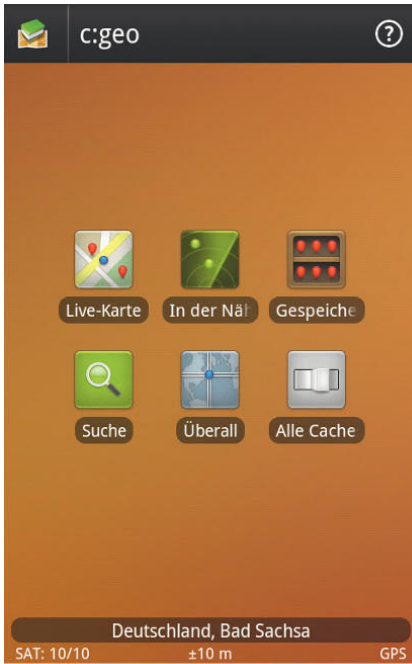 c:geo
?
Live-Karte In der Näh Gespeiche
Suche Überall Alle Cache
Deutschland, Bad Sachsa
SAT: 10/10 ±10 m GPS